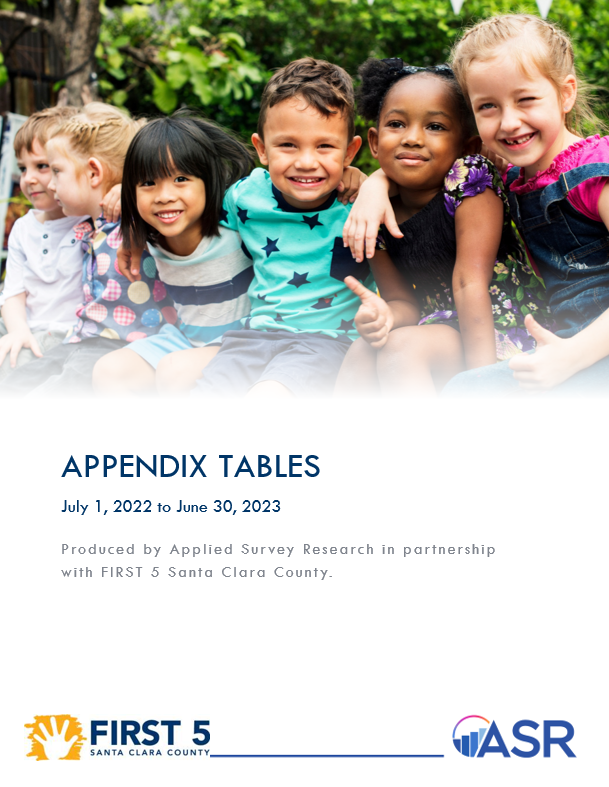 APPENDIX TABLES
July 1, 2022 to June 30, 2023
Produced by Applied Survey Research in partnership
with FIRST 5 Santa Clara County.
FIRST 5
SANTA CLARA COUNTY
ASR